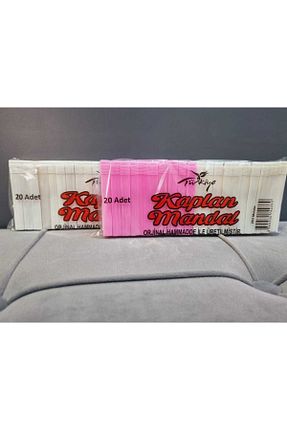 20 Adet
Kaplan
Mandal
Türkiye
20 Adet
Kaplan
Mandal
ORJİNAL HAMMADDE İLE ÜRETİLMİŞTİR